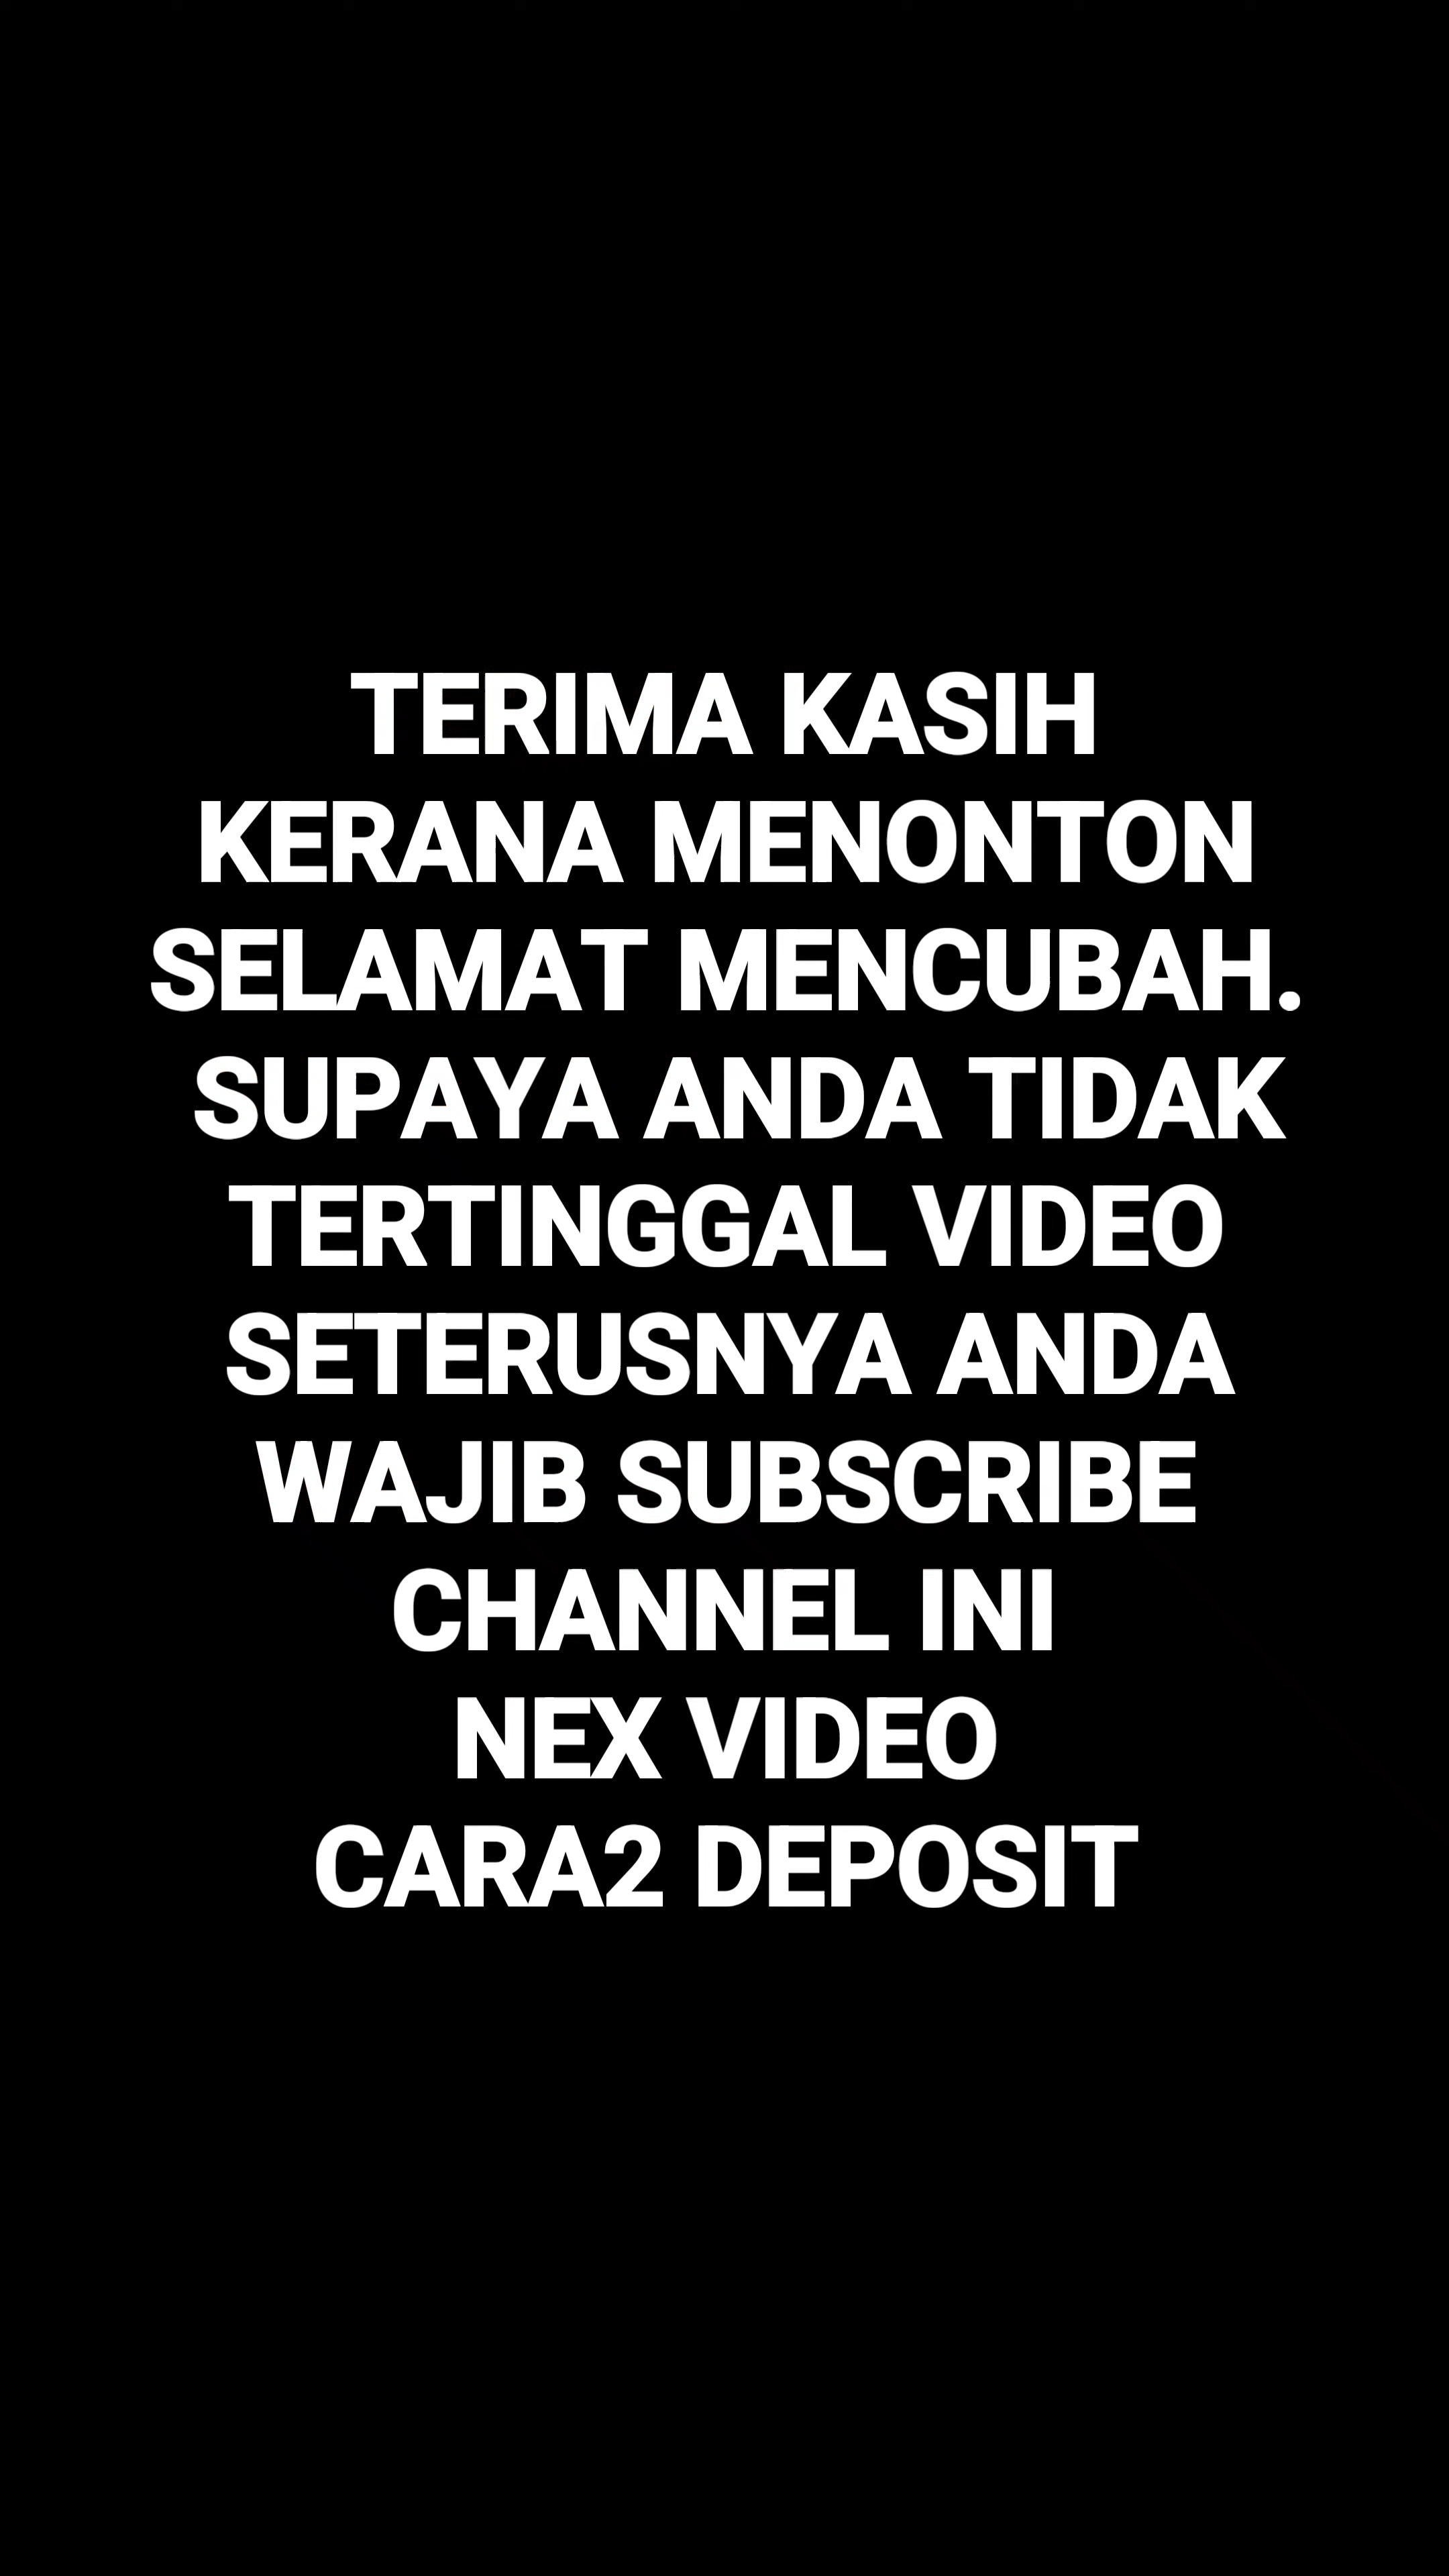 TERIMA KASIH
KERANA MENONTON
SELAMAT MENCUBAH.
SUPAYA ANDA TIDAK
TERTINGGAL VIDEO
SETERUSNYA ANDA
WAJIB SUBSCRIBE
CHANNEL INI
NEX VIDEO
CARA2 DEPOSIT